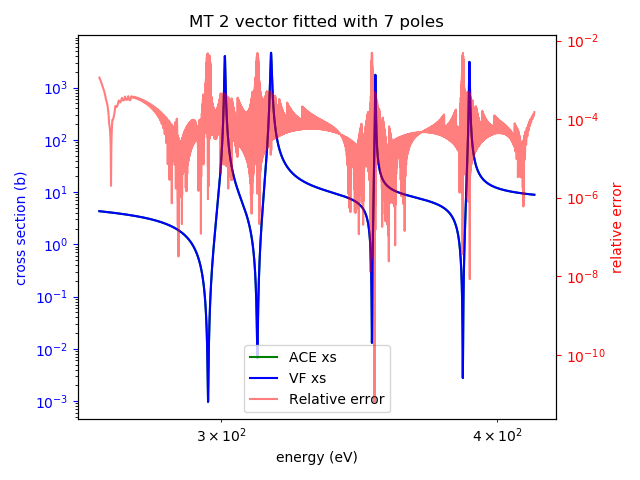 MT 2 vector fitted with 7 poles
cross section (b)
10³
10²
10¹
10⁰
10⁻¹
10⁻²
10⁻³
10⁻²
10⁻⁴
10⁻⁶
10⁻⁸
10⁻¹⁰
relative error
ACE xs
VF xs
Relative error
3 × 10²
4 × 10²
energy (eV)